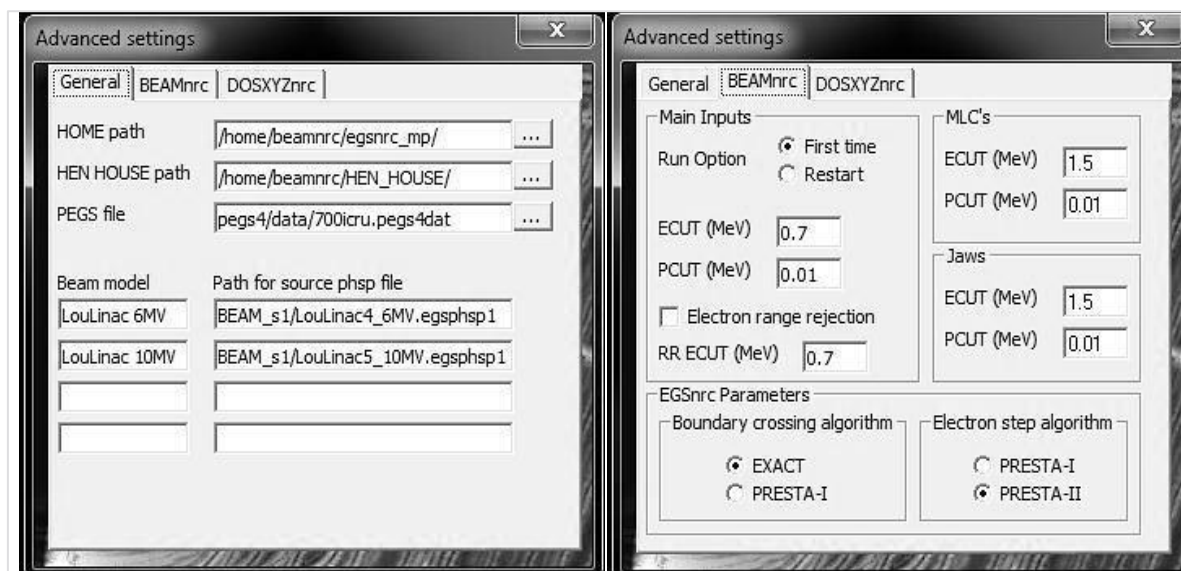 Advanced settings
X
General BEAMnrc DOSXYZnrc
HOME path /home/beamnrc/egsnrc_mp/ ...
HEN HOUSE path /home/beamnrc/HEN_HOUSE/ ...
PEGS file pegs4/data/700icru.pegs4dat ...
Beam model Path for source phsp file
LouLinac 6MV BEAM_s1/LouLinac4_6MV.egsphsp1
LouLinac 10MV BEAM_s1/LouLinac5_10MV.egsphsp1
Advanced settings
X
General BEAMnrc DOSXYZnrc
Main Inputs
Run Option First time
Restart
ECUT (MeV) 0.7
PCUT (MeV) 0.01
Electron range rejection
RR ECUT (MeV) 0.7
MLC's
ECUT (MeV) 1.5
PCUT (MeV) 0.01
Jaws
ECUT (MeV) 1.5
PCUT (MeV) 0.01
EGSnrc Parameters
Boundary crossing algorithm
EXACT
PRESTA-I
Electron step algorithm
PRESTA-I
PRESTA-II